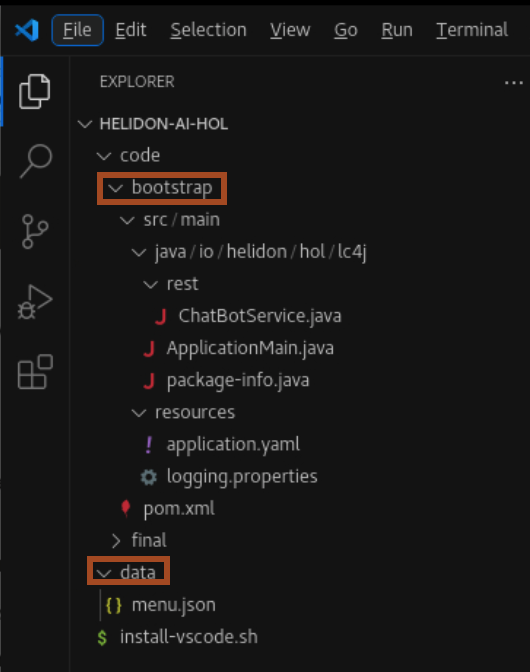 File Edit Selection View Go Run Terminal
EXPLORER ...
HELIDON-AI-HOL
code
bootstrap
src / main
java / io / helidon / hol / lc4j
rest
J ChatBotService.java
J ApplicationMain.java
J package-info.java
resources
! application.yaml
logging.properties
pom.xml
final
data
{} menu.json
$ install-vscode.sh